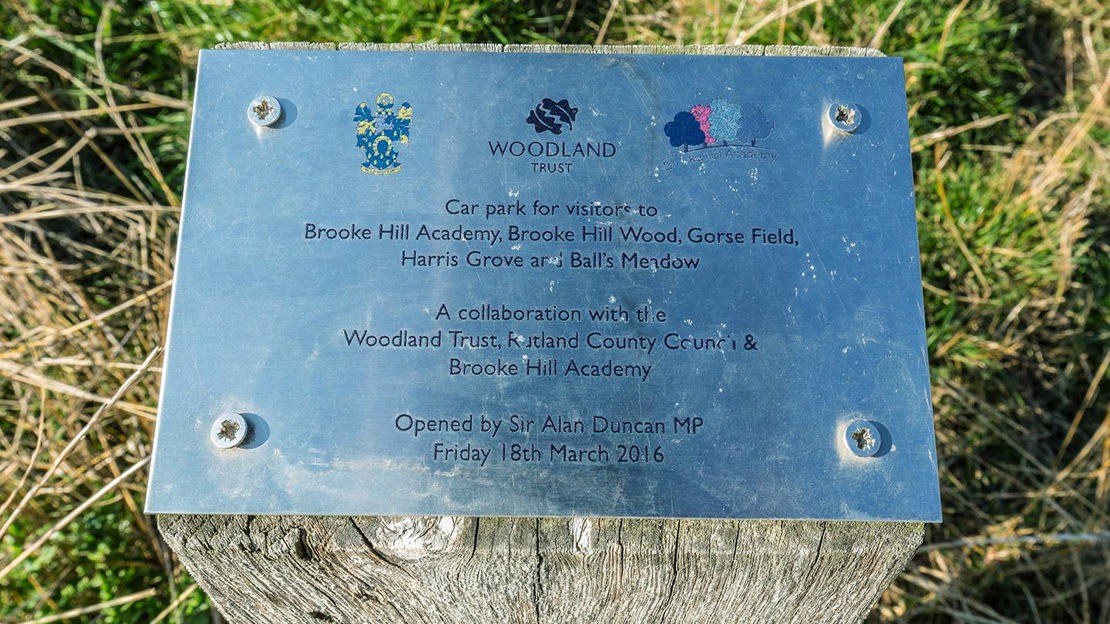 WOODLAND
TRUST
Hill Academy
Car park for visitors to
Brooke Hill Academy, Brooke Hill Wood, Gorse Field,
Harris Grove and Ball's Meadow
A collaboration with the
Woodland Trust, Rutland County Council &
Brooke Hill Academy
Opened by Sir Alan Duncan MP
Friday 18th March 2016